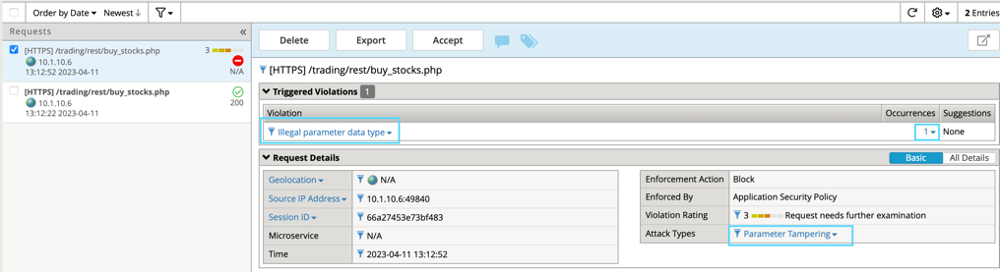 Order by Date Newest 2 Entries
Requests
[HTTPS] /trading/rest/buy_stocks.php 3
10.1.10.6
13:12:52 2023-04-11 N/A
[HTTPS] /trading/rest/buy_stocks.php
10.1.10.6 200
13:12:22 2023-04-11
Delete Export Accept
[HTTPS] /trading/rest/buy_stocks.php
Triggered Violations 1
Violation Occurrences Suggestions
Illegal parameter data type 1 None
Request Details Basic All Details
Geolocation N/A
Source IP Address 10.1.10.6:49840
Session ID 66a27453e73bf483
Microservice N/A
Time 2023-04-11 13:12:52
Enforcement Action Block
Enforced By Application Security Policy
Violation Rating 3 Request needs further examination
Attack Types Parameter Tampering